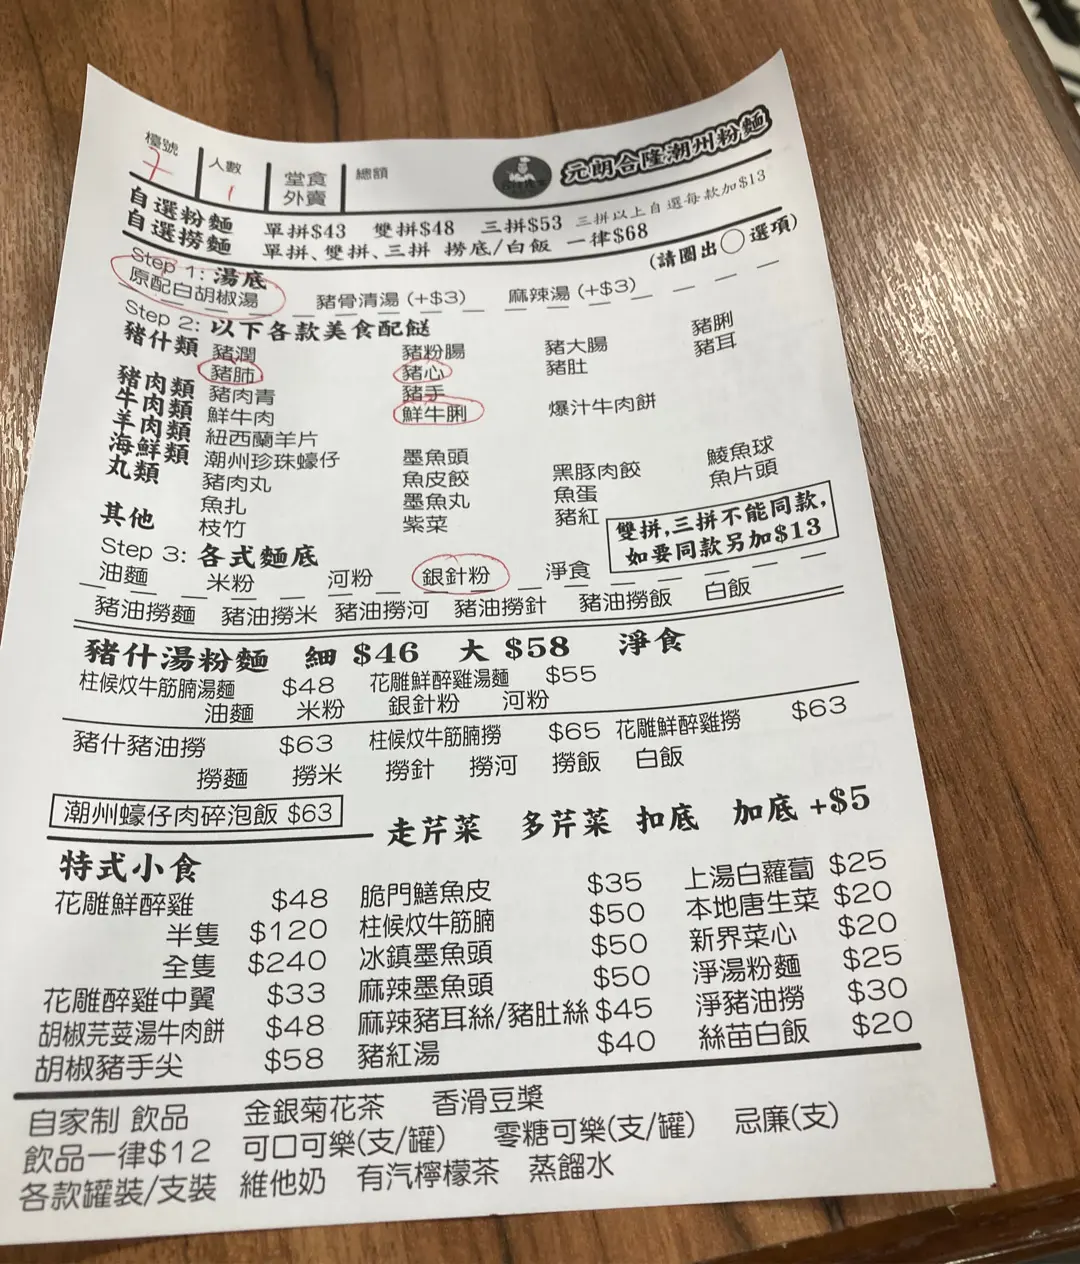 檯號 7 人數 1 堂食 外賣 總額 元朗合隆潮州粉麵
自選粉麵 單拼$43 雙拼$48 三拼$53 三拼以上自選每款加$13
自選撈麵 單拼、雙拼、三拼 撈底/白飯 一律$68
Step 1: 湯底 (請圈出◯選項)
原配白胡椒湯 豬骨清湯 (+$3) 麻辣湯 (+$3)
Step 2: 以下各款美食配餸
豬什類 豬潤 豬粉腸 豬大腸 豬脷
豬肺 豬心 豬肚 豬耳
豬肉類 豬肉青 豬手
牛肉類 鮮牛肉 鮮牛脷 爆汁牛肉餅
羊肉類 紐西蘭羊片
海鮮類 潮州珍珠蠔仔 墨魚頭 鯪魚球
丸類 豬肉丸 魚皮餃 黑豚肉餃 魚片頭
魚扎 墨魚丸 魚蛋
其他 枝竹 紫菜 豬紅
雙拼,三拼不能同款,
如要同款另加$13
Step 3: 各式麵底
油麵 米粉 河粉 銀針粉 淨食
豬油撈麵 豬油撈米 豬油撈河 豬油撈針 豬油撈飯 白飯
豬什湯粉麵 細 $46 大 $58 淨食
柱候炆牛筋腩湯麵 $48 花雕鮮醉雞湯麵 $55
油麵 米粉 銀針粉 河粉
豬什豬油撈 $63 柱候炆牛筋腩撈 $65 花雕鮮醉雞撈 $63
撈麵 撈米 撈針 撈河 撈飯 白飯
潮州蠔仔肉碎泡飯 $63
走芹菜 多芹菜 扣底 加底 +$5
特式小食
花雕鮮醉雞 $48 脆門鱔魚皮 $35 上湯白蘿蔔 $25
半隻 $120 柱候炆牛筋腩 $50 本地唐生菜 $20
全隻 $240 冰鎮墨魚頭 $50 新界菜心 $20
花雕醉雞中翼 $33 麻辣墨魚頭 $50 淨湯粉麵 $25
胡椒芫荽湯牛肉餅 $48 麻辣豬耳絲/豬肚絲 $45 淨豬油撈 $30
胡椒豬手尖 $58 豬紅湯 $40 絲苗白飯 $20
自家制 飲品 金銀菊花茶 香滑豆漿
飲品一律$12 可口可樂(支/罐) 零糖可樂(支/罐) 忌廉(支)
各款罐裝/支裝 維他奶 有汽檸檬茶 蒸餾水